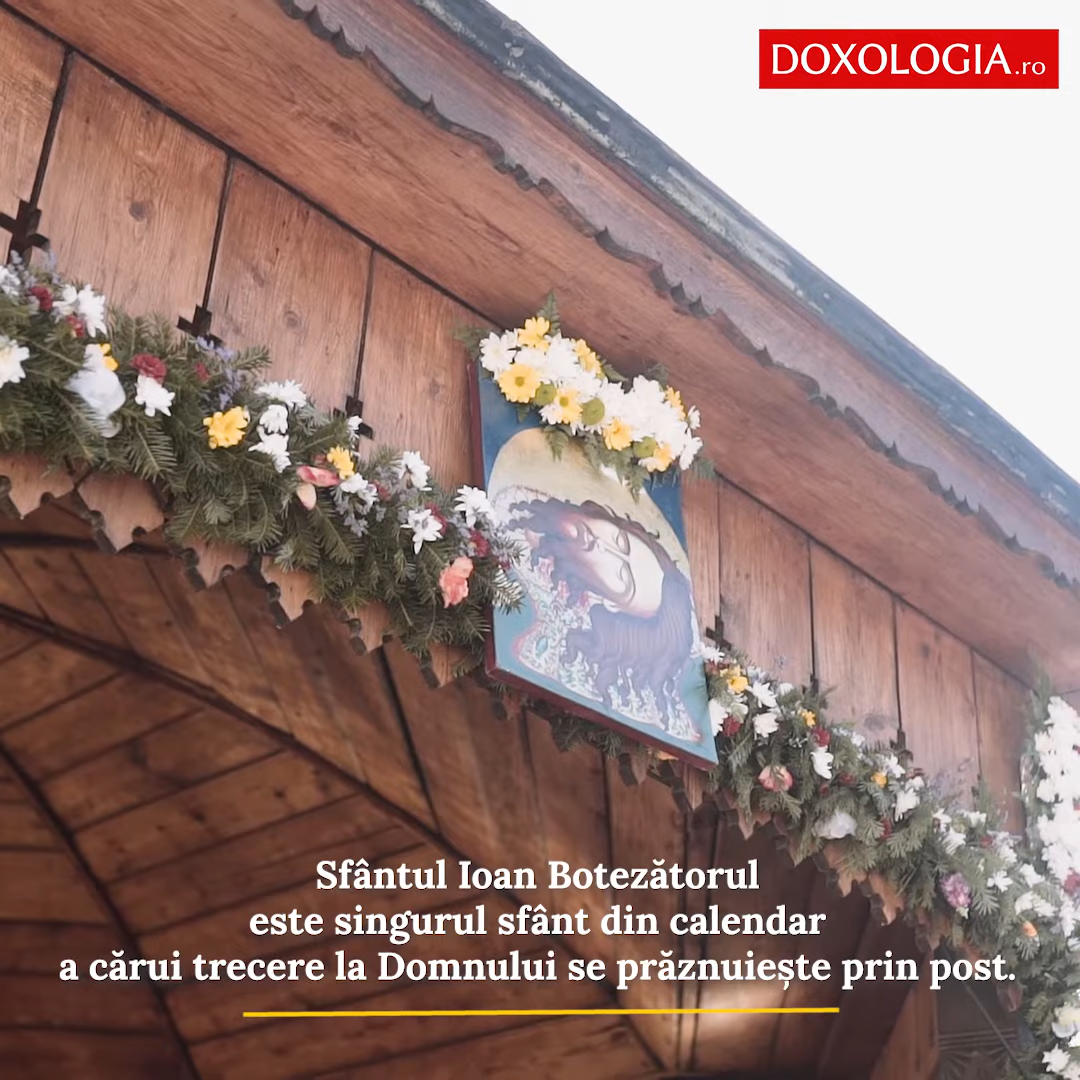 DOXOLOGIA.ro
Sfântul Ioan Botezătorul
este singurul sfânt din calendar
a cărui trecere la Domnului se prăznuiește prin post.